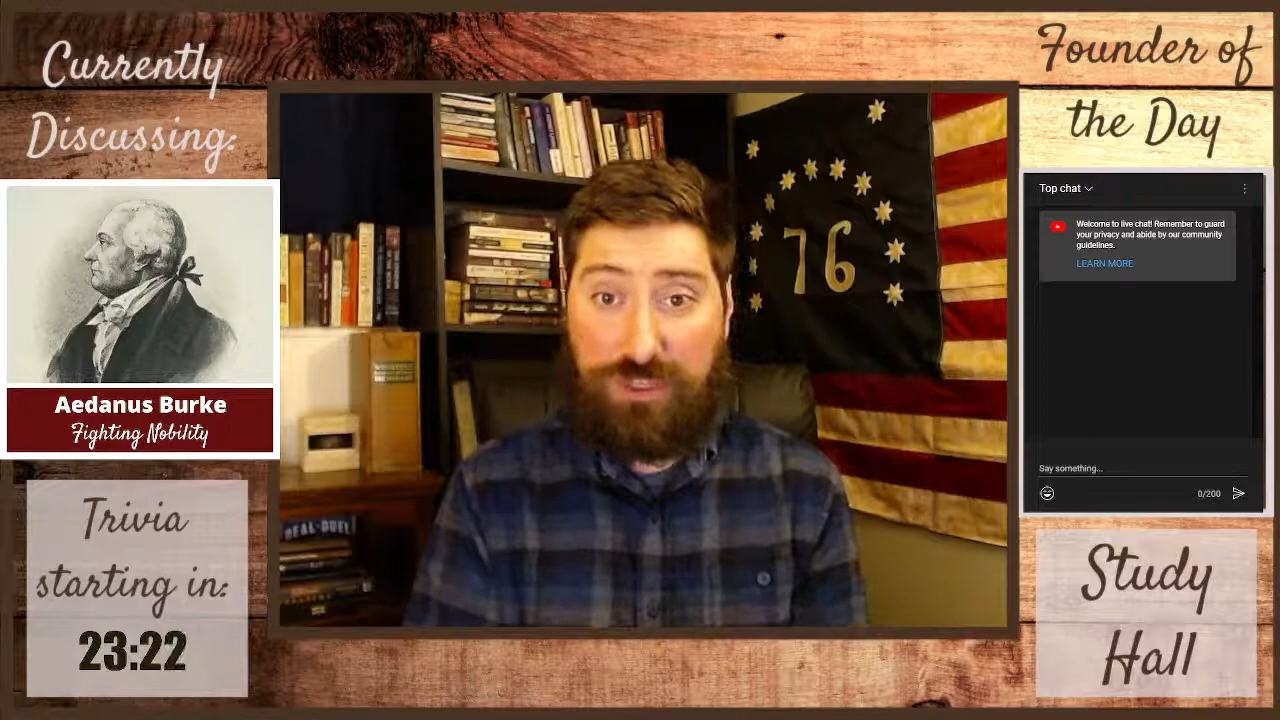 Currently
Discussing:
Aedanus Burke
Fighting Nobility
Trivia
starting in:
23:22
76
Founder of
the Day
Top chat
Welcome to live chat! Remember to guard
your privacy and abide by our community
guidelines.
LEARN MORE
Say something...
0/200
Study
Hall